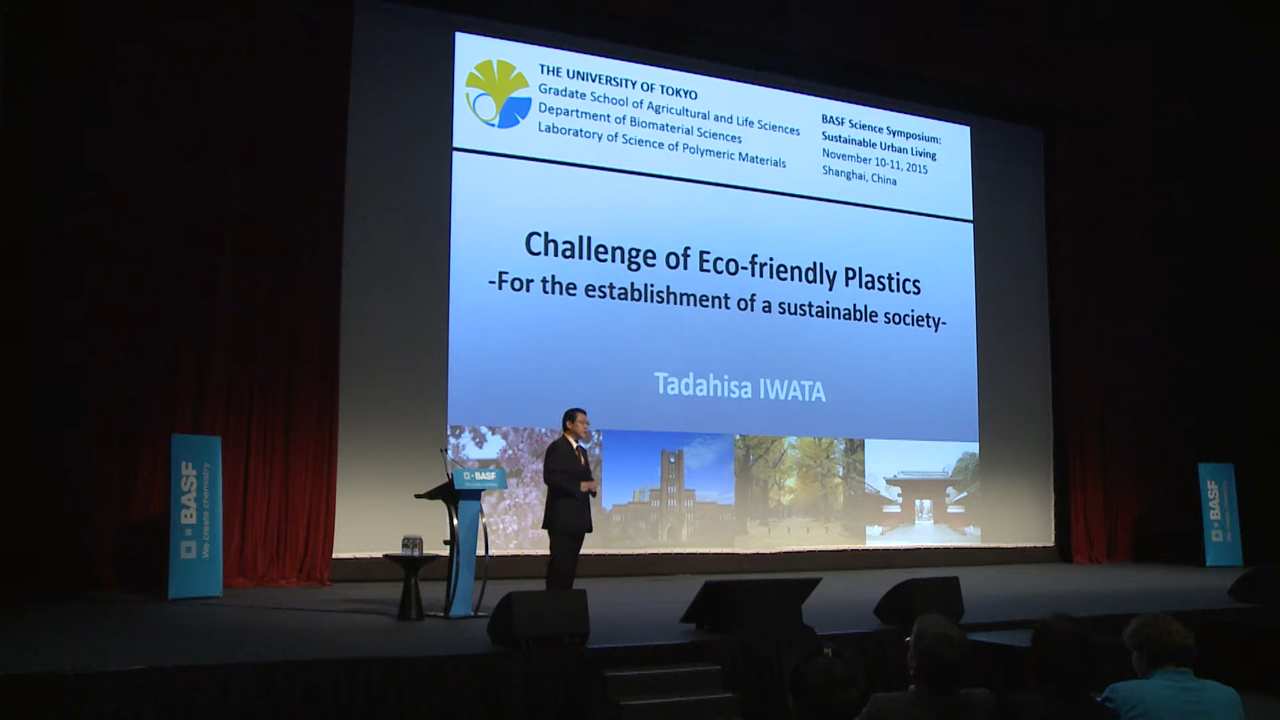 THE UNIVERSITY OF TOKYO
Gradate School of Agricultural and Life Sciences
Department of Biomaterial Sciences
Laboratory of Science of Polymeric Materials
BASF Science Symposium:
Sustainable Urban Living
November 10-11, 2015
Shanghai, China
Challenge of Eco-friendly Plastics
-For the establishment of a sustainable society-
Tadahisa IWATA
BASF
We create chemistry
BASF
BASF